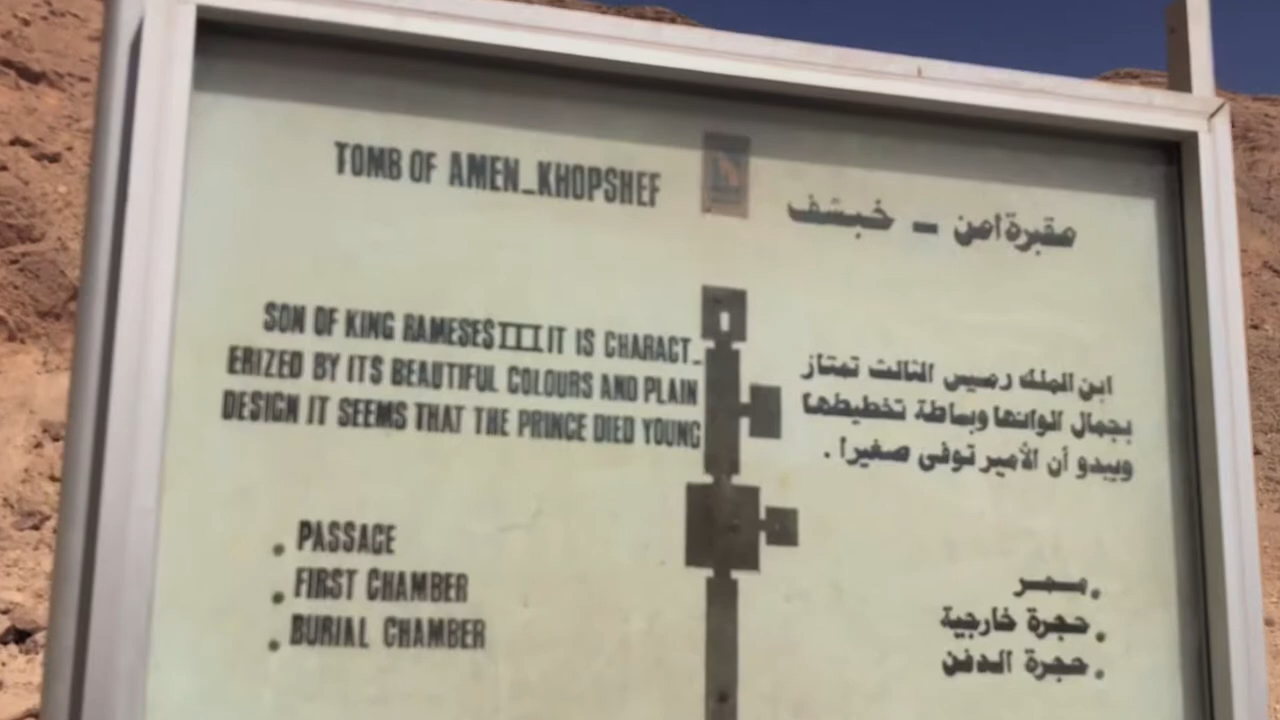 TOMB OF AMEN_KHOPSHEF
مقبرة امن - خبشف
SON OF KING RAMESES III IT IS CHARACT_
ERIZED BY ITS BEAUTIFUL COLOURS AND PLAIN
DESIGN IT SEEMS THAT THE PRINCE DIED YOUNG
ابن الملك رمسيس الثالث تمتاز
بجمال الوانها وبساطة تخطيطها
ويبدو أن الأمير توفى صغيرا .
. PASSACE
. FIRST CHAMBER
. BURIAL CHAMBER
. ممر
. حجرة خارجية
. حجرة الدفن